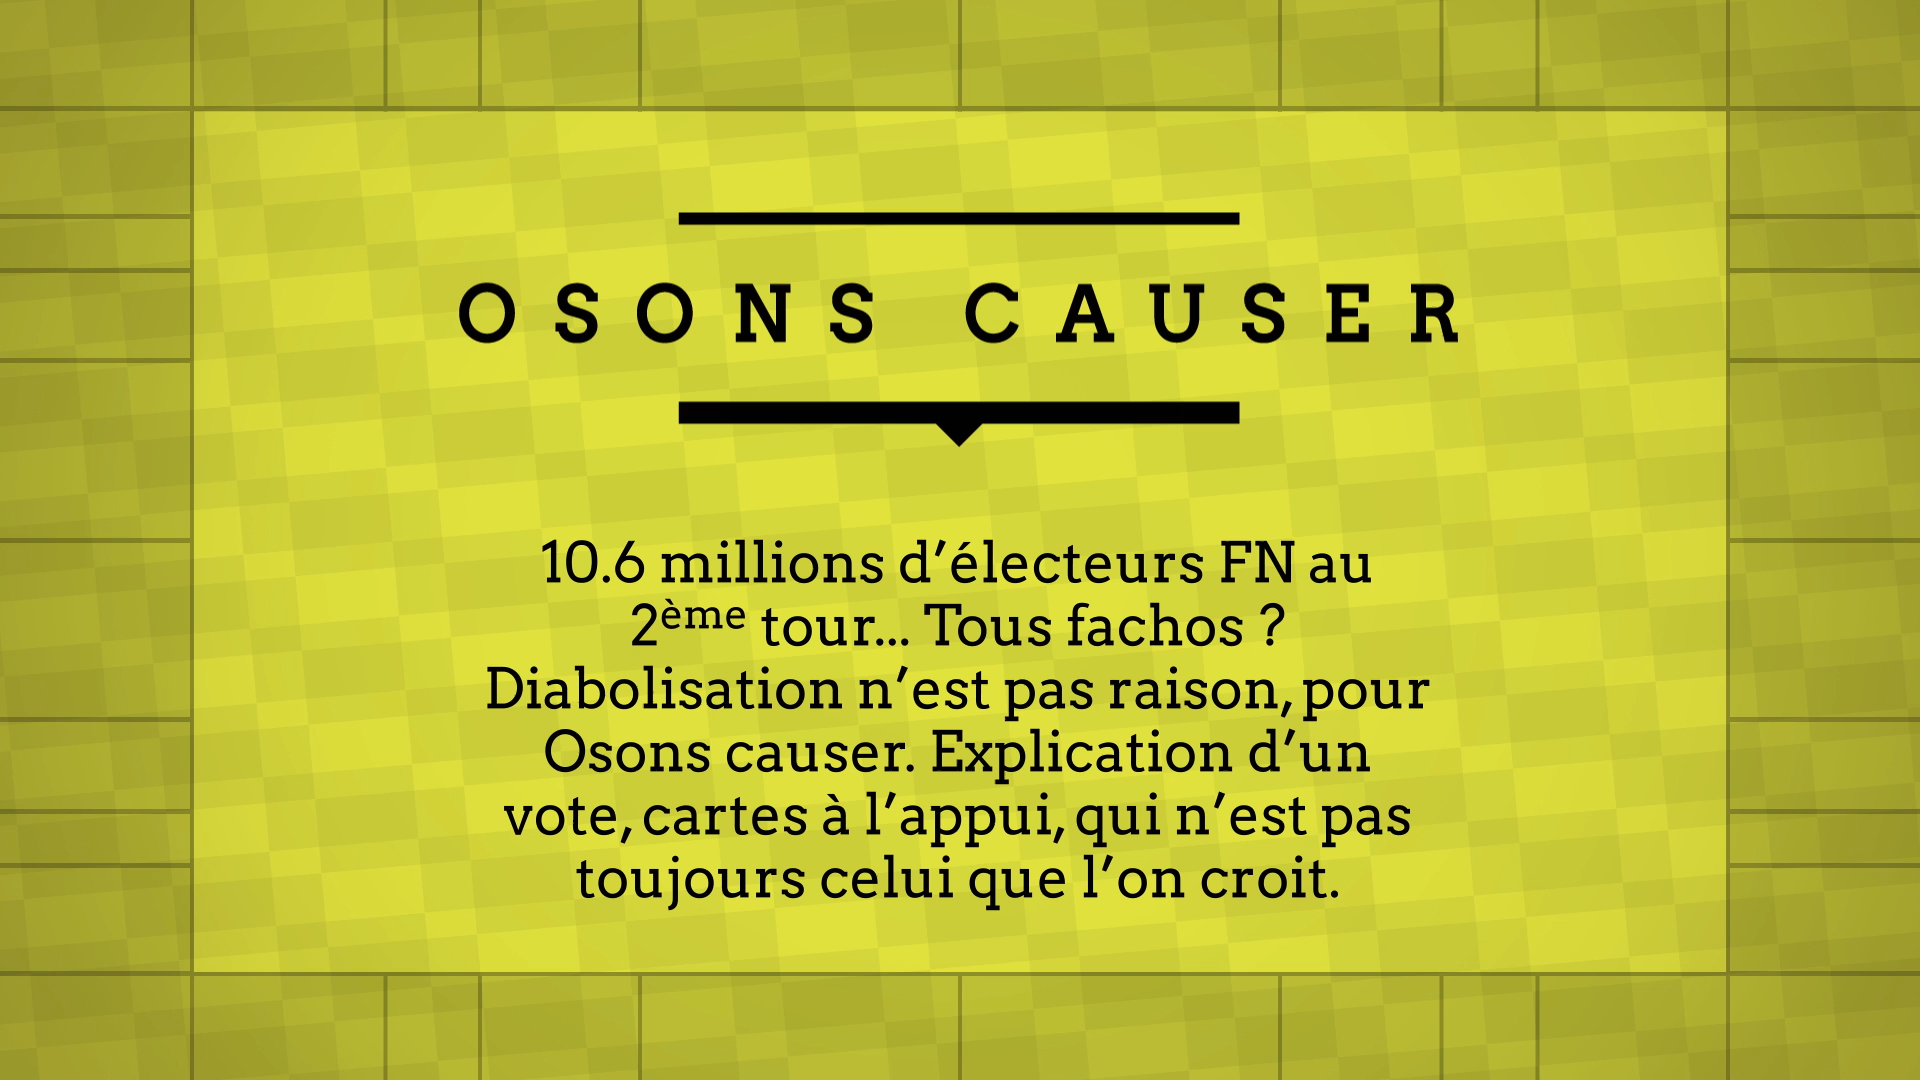 OSONS CAUSER
10.6 millions d’électeurs FN au
2ème tour... Tous fachos ?
Diabolisation n’est pas raison, pour
Osons causer. Explication d’un
vote, cartes à l’appui, qui n’est pas
toujours celui que l’on croit.